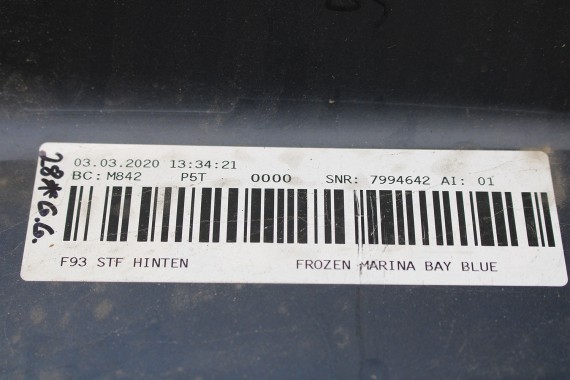 03.03.2020 13:34:21
BC: M842 P5T 0000 SNR: 7994642 AI: 01
F93 STF HINTEN FROZEN MARINA BAY BLUE
28* G.G.